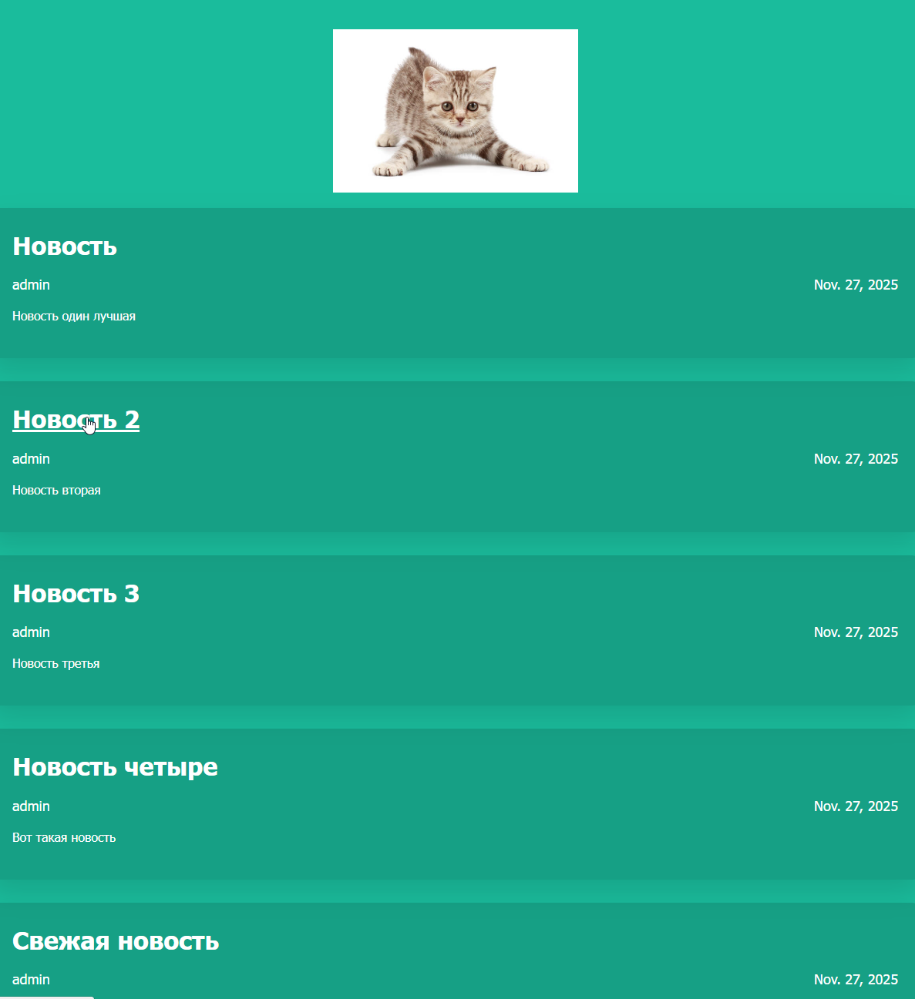 Новость
admin Nov. 27, 2025
Новость один лучшая
Новость 2
admin Nov. 27, 2025
Новость вторая
Новость 3
admin Nov. 27, 2025
Новость третья
Новость четыре
admin Nov. 27, 2025
Вот такая новость
Свежая новость
admin Nov. 27, 2025